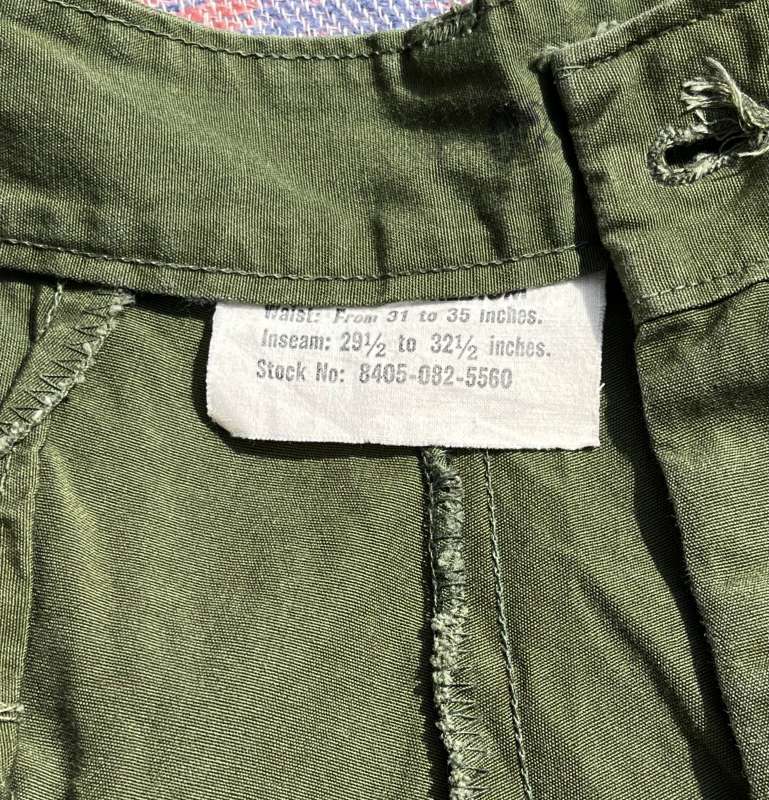 Waist: From 31 to 35 inches.
Inseam: 29½ to 32½ inches.
Stock No: 8405-082-5560